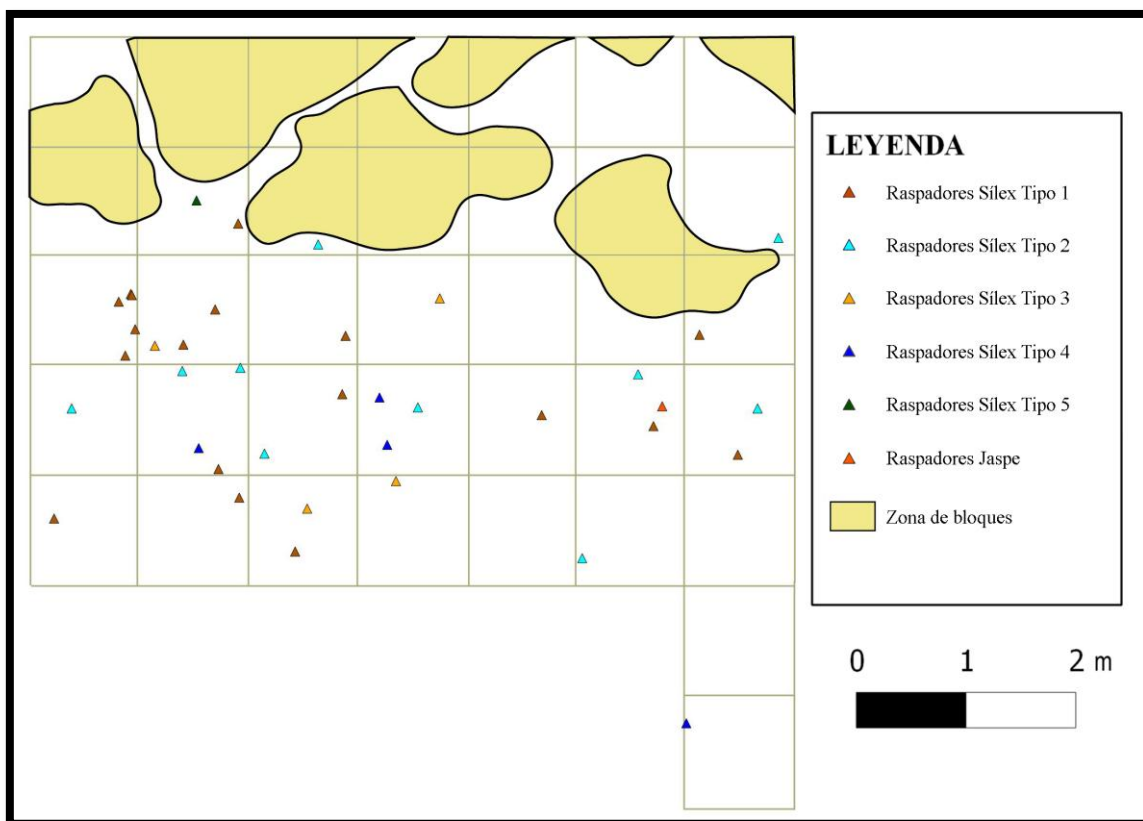 LEYENDA
Raspadores Sílex Tipo 1
Raspadores Sílex Tipo 2
Raspadores Sílex Tipo 3
Raspadores Sílex Tipo 4
Raspadores Sílex Tipo 5
Raspadores Jaspe
Zona de bloques
0 1 2 m